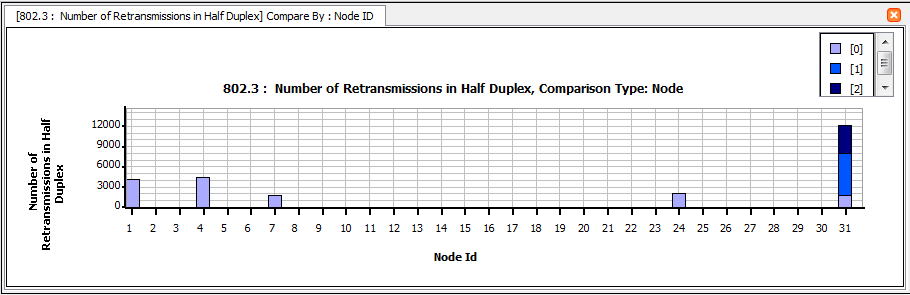 [802.3 : Number of Retransmissions in Half Duplex] Compare By : Node ID
[0]
[1]
[2]
802.3 : Number of Retransmissions in Half Duplex, Comparison Type: Node
Number of
Retransmissions in Half
Duplex
12000
9000
6000
3000
0
1 2 3 4 5 6 7 8 9 10 11 12 13 14 15 16 17 18 19 20 21 22 23 24 25 26 27 28 29 30 31
Node Id